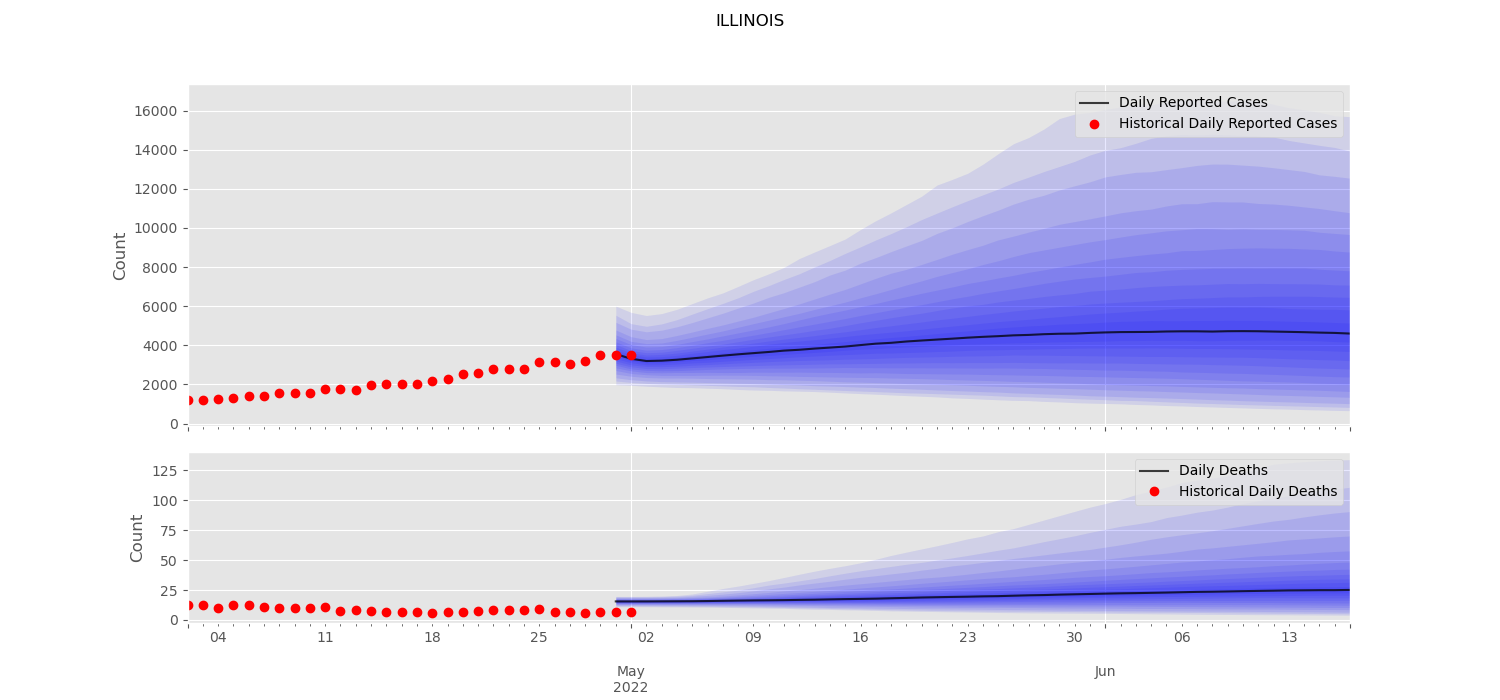 ILLINOIS
Daily Reported Cases
Historical Daily Reported Cases
Count
16000
14000
12000
10000
8000
6000
4000
2000
0
Daily Deaths
Historical Daily Deaths
Count
125
100
75
50
25
0
04 11 18 25 02 09 16 23 30 06 13
May Jun
2022